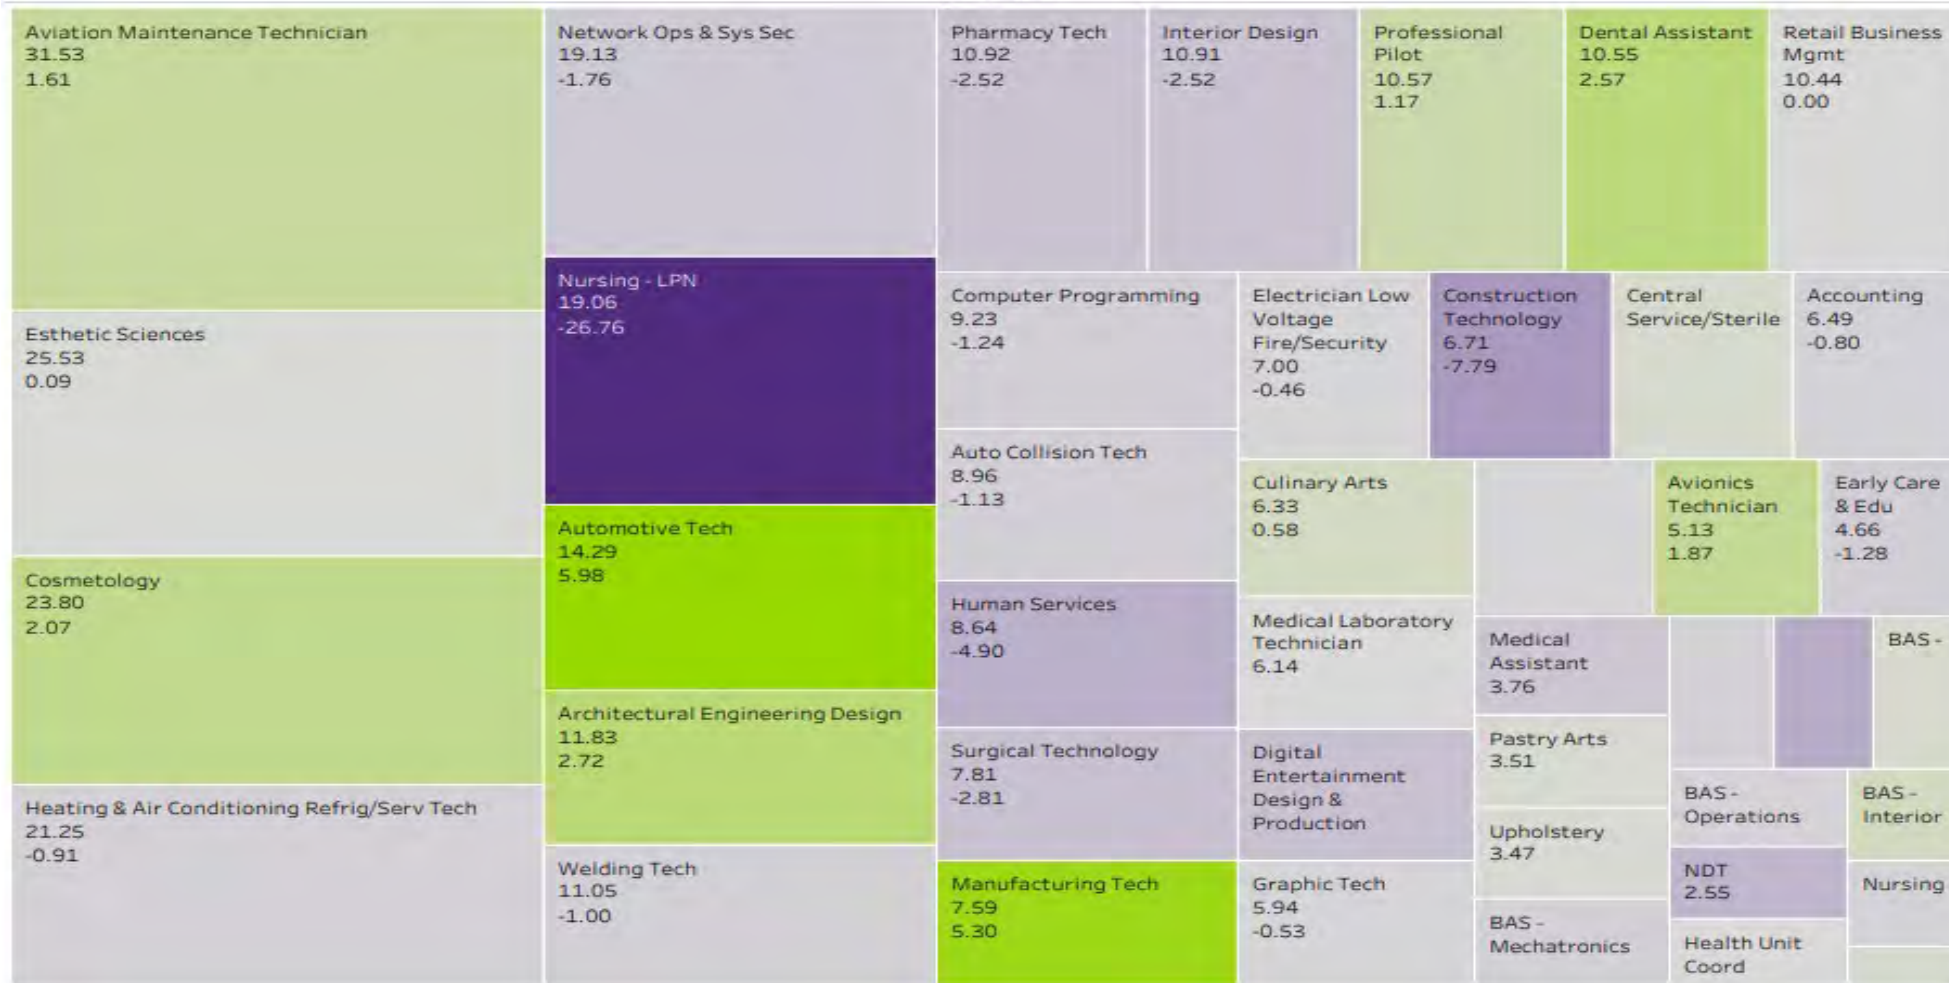 Aviation Maintenance Technician
31.53
1.61
Esthetic Sciences
25.53
0.09
Cosmetology
23.80
2.07
Heating & Air Conditioning Refrig/Serv Tech
21.25
-0.91
Network Ops & Sys Sec
19.13
-1.76
Nursing - LPN
19.06
-26.76
Automotive Tech
14.29
5.98
Architectural Engineering Design
11.83
2.72
Welding Tech
11.05
-1.00
Pharmacy Tech
10.92
-2.52
Interior Design
10.91
-2.52
Professional
Pilot
10.57
1.17
Dental Assistant
10.55
2.57
Retail Business
Mgmt
10.44
0.00
Computer Programming
9.23
-1.24
Auto Collision Tech
8.96
-1.13
Human Services
8.64
-4.90
Surgical Technology
7.81
-2.81
Manufacturing Tech
7.59
5.30
Electrician Low
Voltage
Fire/Security
7.00
-0.46
Construction
Technology
6.71
-7.79
Central
Service/Sterile
Accounting
6.49
-0.80
Culinary Arts
6.33
0.58
Medical Laboratory
Technician
6.14
Digital
Entertainment
Design &
Production
Graphic Tech
5.94
-0.53
Avionics
Technician
5.13
1.87
Early Care
& Edu
4.66
-1.28
Medical
Assistant
3.76
Pastry Arts
3.51
Upholstery
3.47
BAS -
Mechatronics
BAS -
BAS -
Operations
BAS -
Interior
NDT
2.55
Nursing
Health Unit
Coord